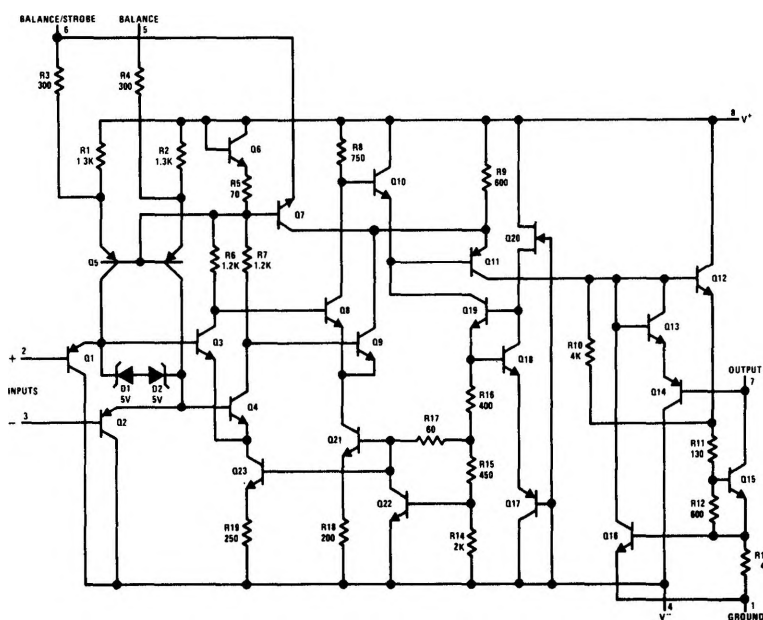 BALANCE/STROBE BALANCE
6 5
R3
300
R4
300
R1
1 3K
R2
1.3K
Q6
R5
70
R8
750
Q10
R9
600
8 V+
Q5
Q7
Q20
R6
1.2K
R7
1.2K
Q11
Q12
+ 2
Q1
Q3
Q8
Q9
Q19
Q18
R10
4K
Q13
Q14
OUTPUT
7
D1
5V
D2
5V
INPUTS
- 3
Q2
Q4
R16
400
R17
60
Q21
Q23
R15
450
R11
130
Q15
R12
600
Q22
Q17
Q16
R19
250
R18
200
R14
2K
4
V-
1
GROUND